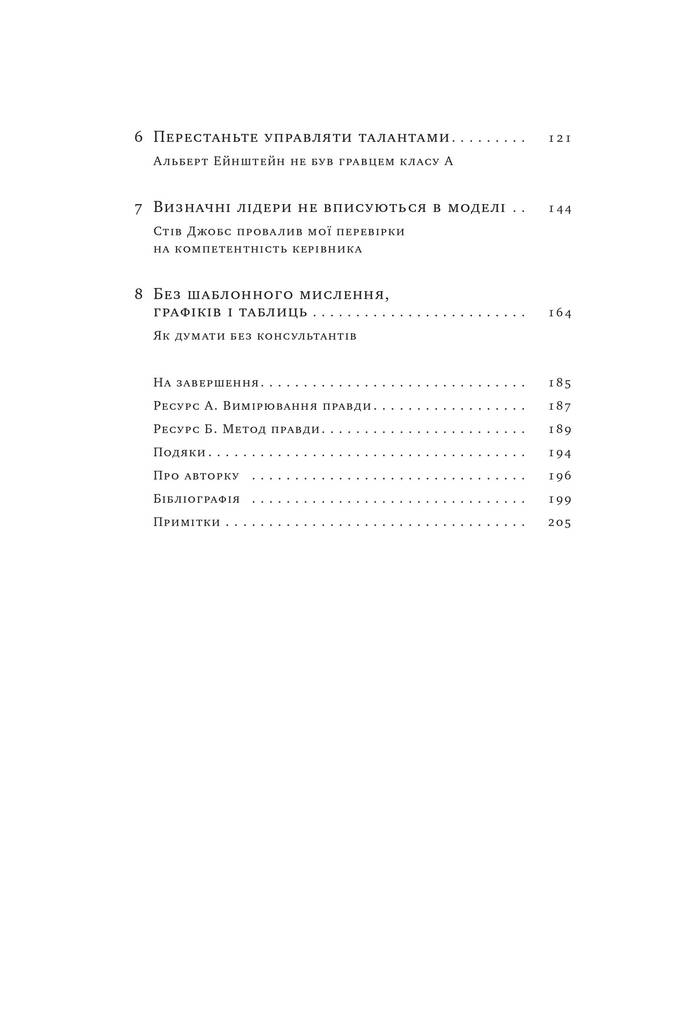 6 Перестаньте управляти талантами. . . . . . . . . 121
Альберт Ейнштейн не був гравцем класу А
7 Визначні лідери не вписуються в моделі . . 144
Стів Джобс провалив мої перевірки
на компетентність керівника
8 Без шаблонного мислення,
графіків і таблиць . . . . . . . . . . . . . . . . . . . . . . . . . 164
Як думати без консультантів
На завершення. . . . . . . . . . . . . . . . . . . . . . . . . . . . . . . 185
Ресурс А. Вимірювання правди. . . . . . . . . . . . . . . . . . 187
Ресурс Б. Метод правди. . . . . . . . . . . . . . . . . . . . . . . . 189
Подяки. . . . . . . . . . . . . . . . . . . . . . . . . . . . . . . . . . . . . 194
Про авторку . . . . . . . . . . . . . . . . . . . . . . . . . . . . . . . . 196
Бібліографія . . . . . . . . . . . . . . . . . . . . . . . . . . . . . . . . 199
Примітки . . . . . . . . . . . . . . . . . . . . . . . . . . . . . . . . . . . 205